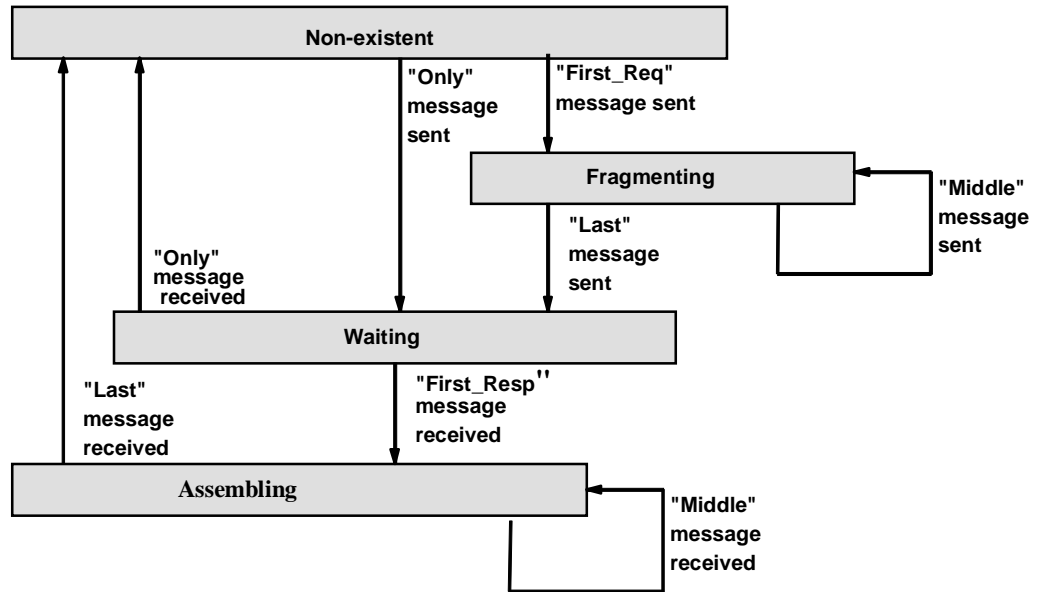 Non-existent
"Only"
message
sent
"First_Req"
message sent
Fragmenting
"Middle"
message
sent
"Last"
message
sent
"Only"
message
received
Waiting
"Last"
message
received
"First_Resp"
message
received
Assembling
"Middle"
message
received